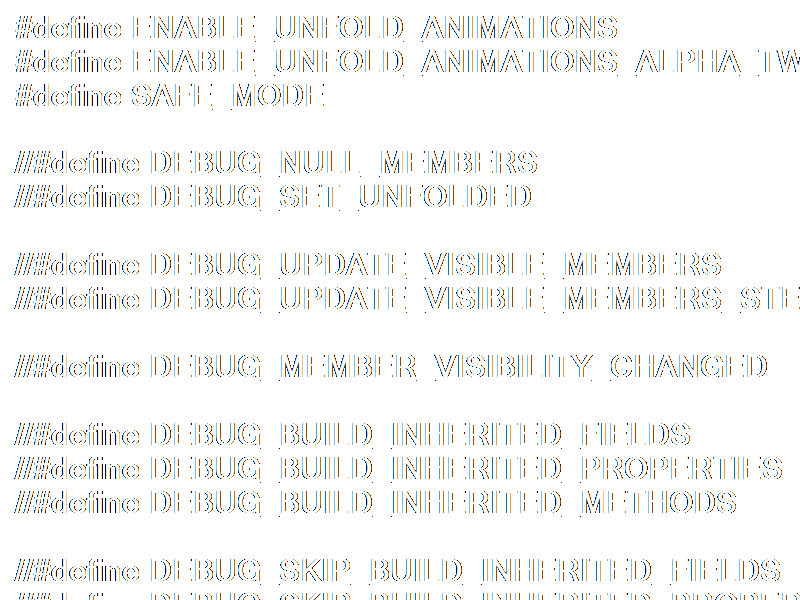 #define ENABLE_UNFOLD_ANIMATIONS
#define ENABLE_UNFOLD_ANIMATIONS_ALPHA_TW
#define SAFE_MODE
//#define DEBUG_NULL_MEMBERS
//#define DEBUG_SET_UNFOLDED
//#define DEBUG_UPDATE_VISIBLE_MEMBERS
//#define DEBUG_UPDATE_VISIBLE_MEMBERS_STE
//#define DEBUG_MEMBER_VISIBILITY_CHANGED
//#define DEBUG_BUILD_INHERITED_FIELDS
//#define DEBUG_BUILD_INHERITED_PROPERTIES
//#define DEBUG_BUILD_INHERITED_METHODS
//#define DEBUG_SKIP_BUILD_INHERITED_FIELDS